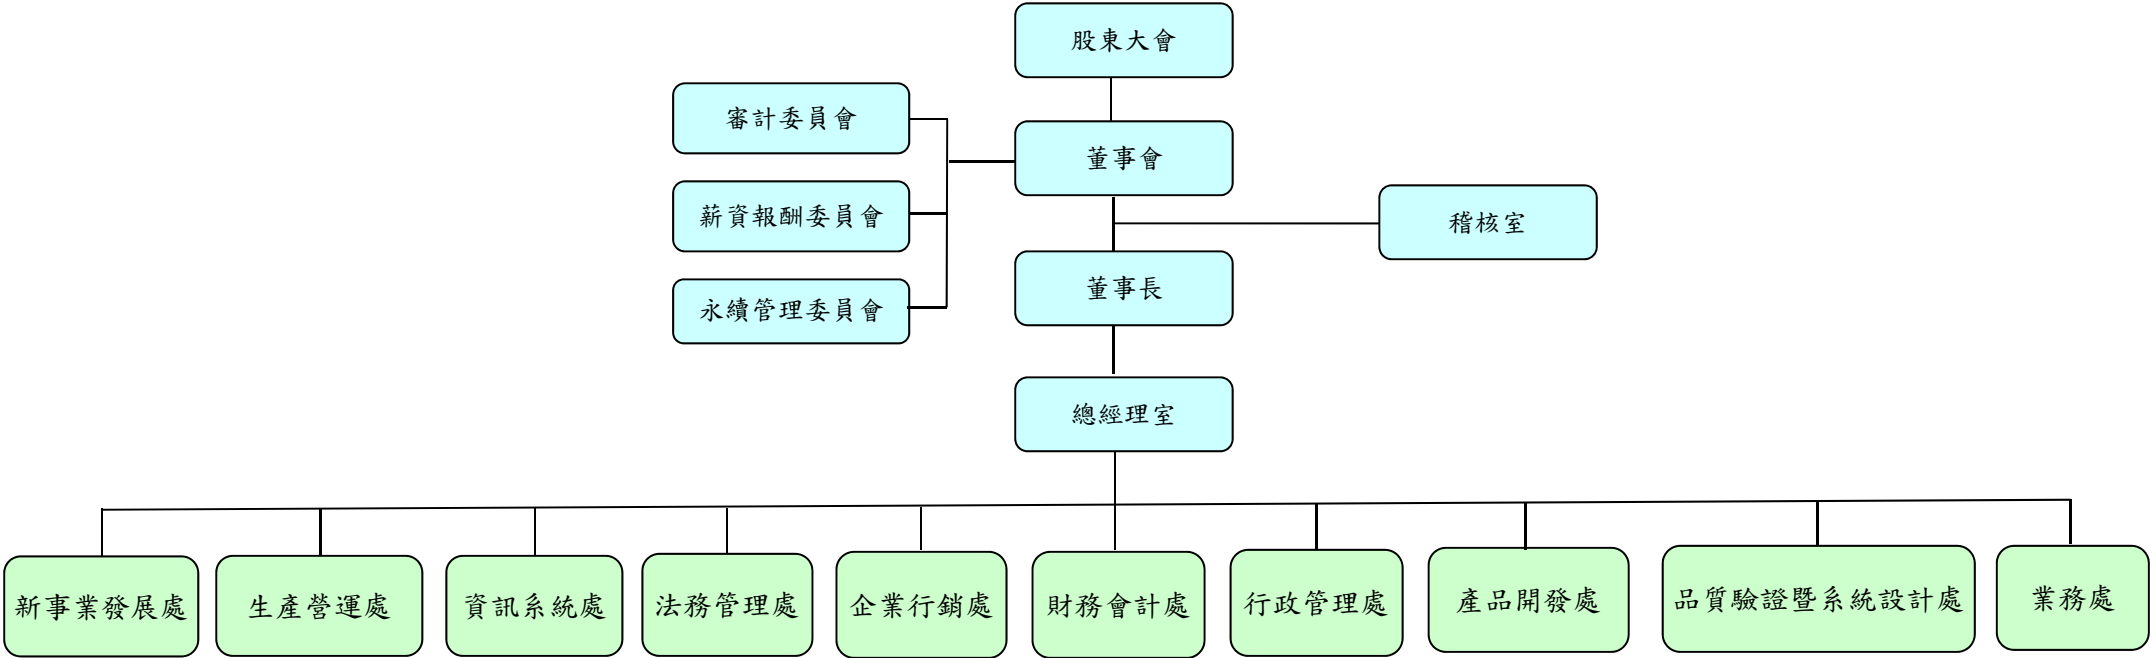 股東大會
審計委員會
董事會
薪資報酬委員會
稽核室
董事長
永續管理委員會
總經理室
新事業發展處
生產營運處
資訊系統處
法務管理處
企業行銷處
財務會計處
行政管理處
產品開發處
品質驗證暨系統設計處
業務處